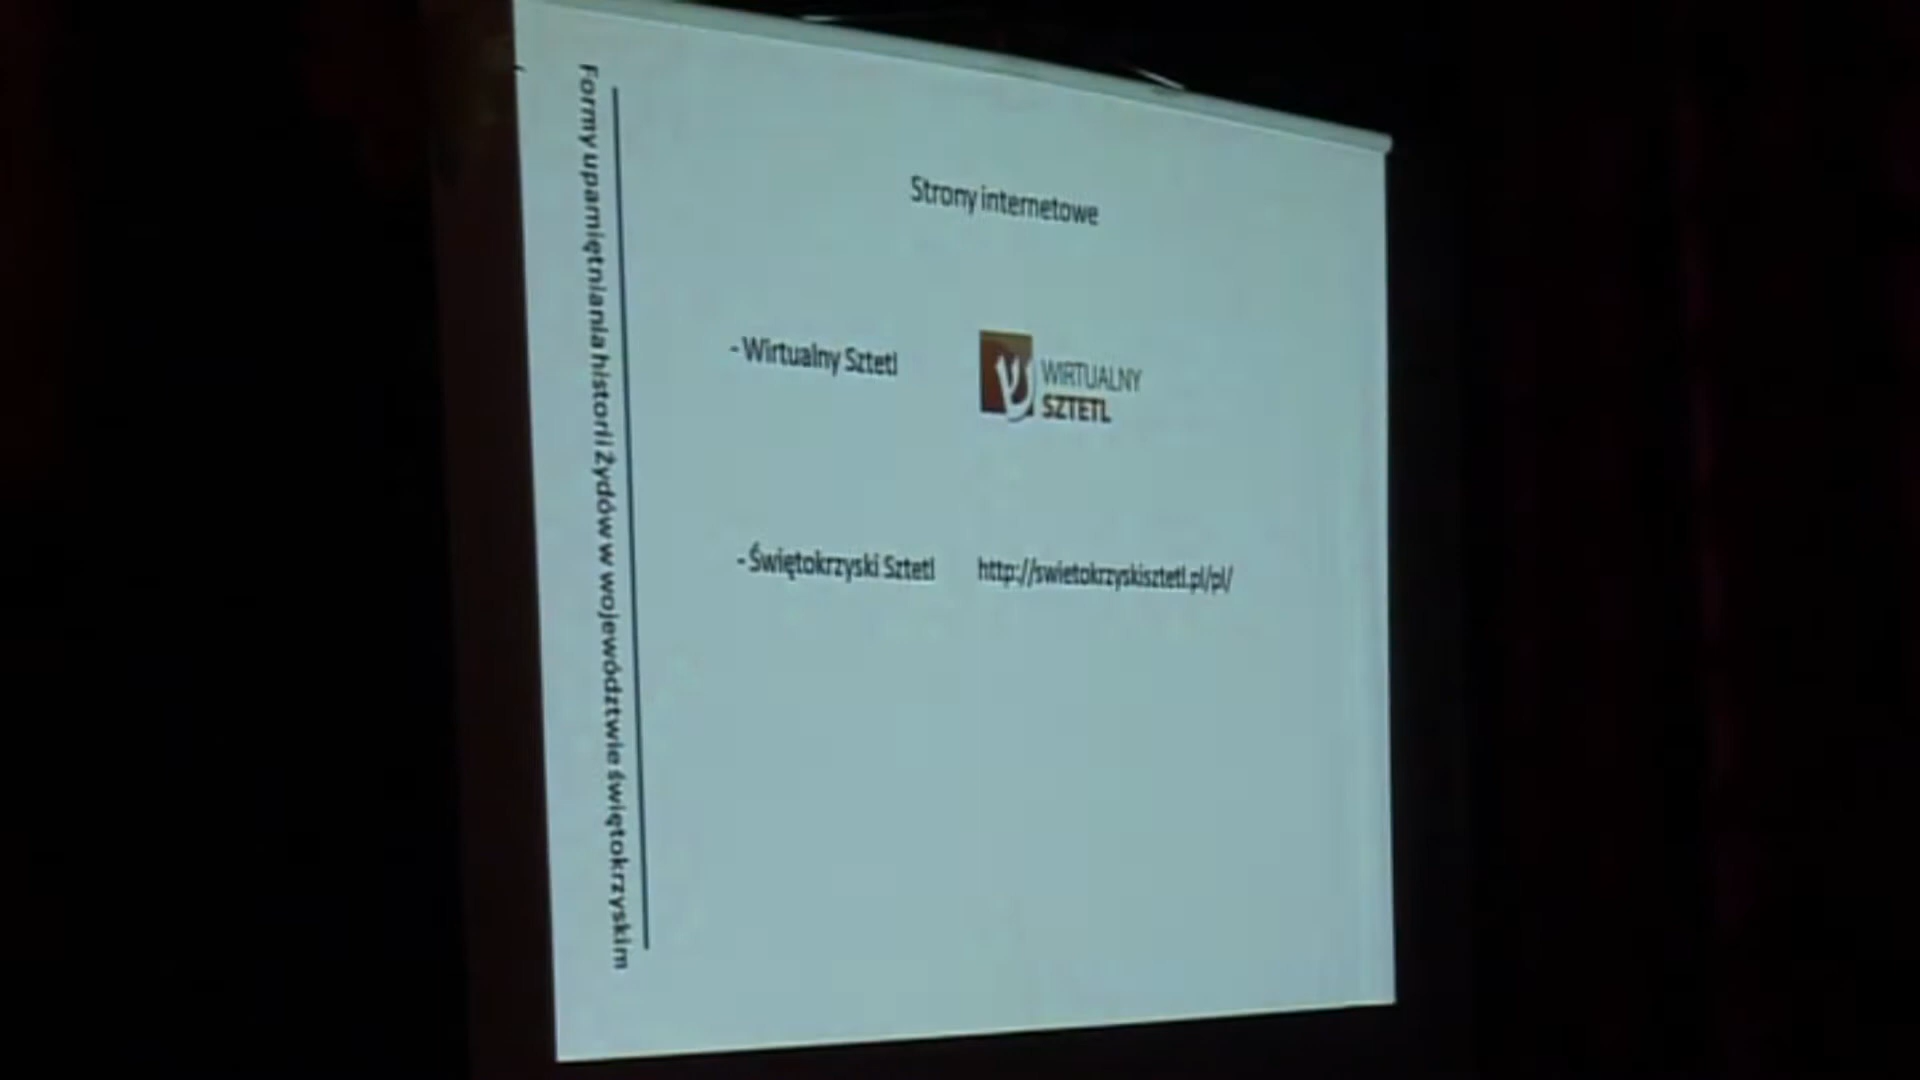 Formy upamiętniania historii Żydów w województwie świętokrzyskim
Strony internetowe
- Wirtualny Sztetl
ש WIRTUALNY
SZTETL
- Świętokrzyski Sztetl http://swietokrzyskisztetl.pl/pl/